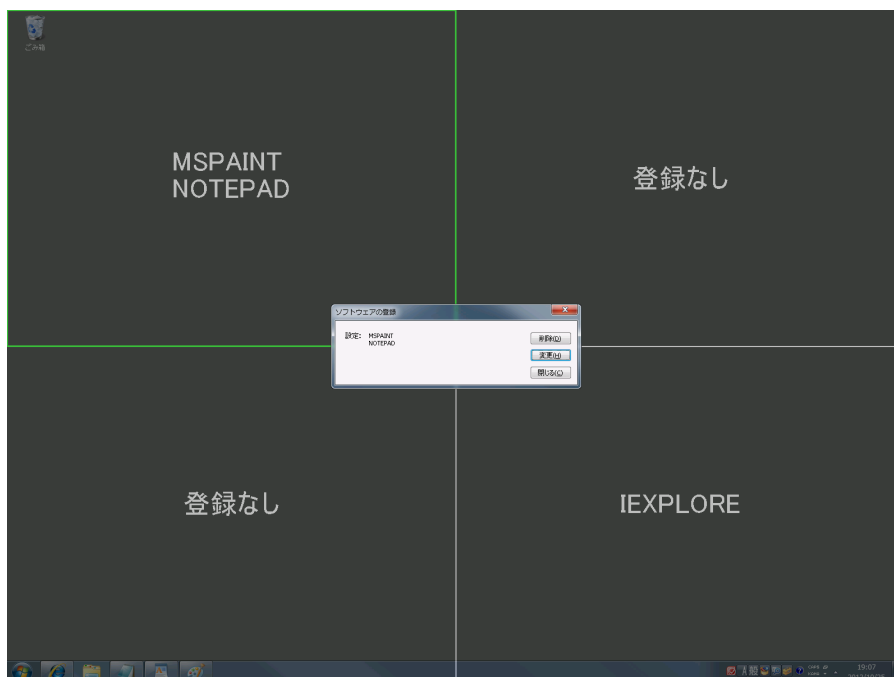 ごみ箱
MSPAINT
NOTEPAD
登録なし
ソフトウェアの登録
設定: MSPAINT
NOTEPAD
削除(D)
変更(H)
閉じる(C)
登録なし
IEXPLORE
19:07